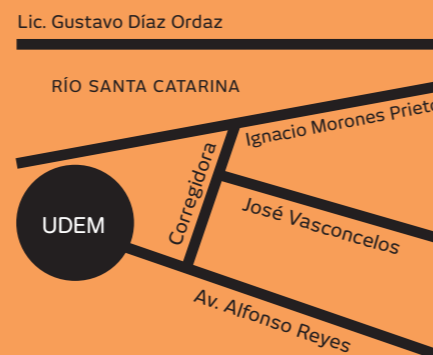 Lic. Gustavo Díaz Ordaz
RÍO SANTA CATARINA
Ignacio Morones Prieto
Corregidora
UDEM
José Vasconcelos
Av. Alfonso Reyes